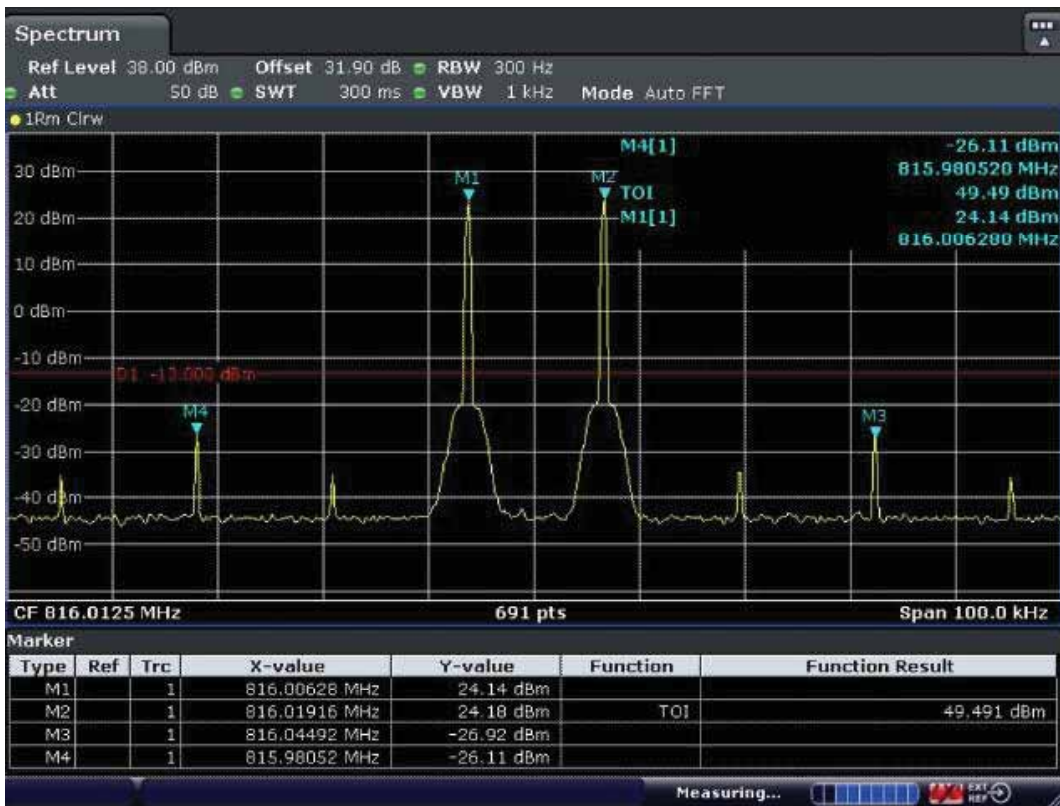 Spectrum
Ref Level 38.00 dBm Offset 31.90 dB RBW 300 Hz
Att 50 dB SWT 300 ms VBW 1 kHz Mode Auto FFT
1Rm Clrw
M4[1] -26.11 dBm
815.980520 MHz
TOI 49.49 dBm
M1[1] 24.14 dBm
816.006280 MHz
30 dBm
M1 M2
20 dBm
10 dBm
0 dBm
-10 dBm
D1 -13.000 dBm
-20 dBm
M4 M3
-30 dBm
-40 dBm
-50 dBm
CF 816.0125 MHz 691 pts Span 100.0 kHz
Marker
Type Ref Trc X-value Y-value Function Function Result
M1 1 816.00628 MHz 24.14 dBm
M2 1 816.01916 MHz 24.18 dBm TOI 49.491 dBm
M3 1 816.04492 MHz -26.92 dBm
M4 1 815.98052 MHz -26.11 dBm
Measuring... EXT REF